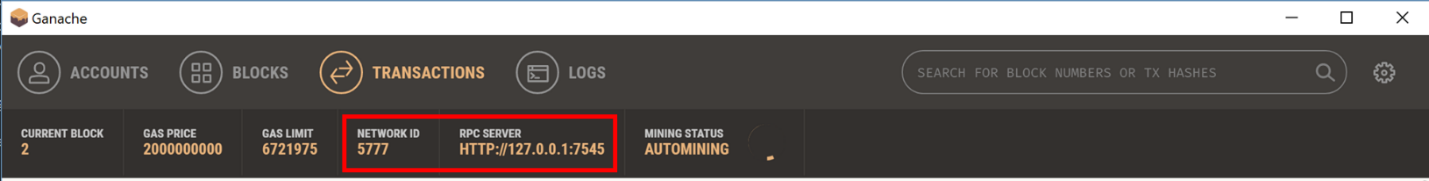 Ganache
ACCOUNTS BLOCKS TRANSACTIONS LOGS SEARCH FOR BLOCK NUMBERS OR TX HASHES
CURRENT BLOCK GAS PRICE GAS LIMIT NETWORK ID RPC SERVER MINING STATUS
2 2000000000 6721975 5777 HTTP://127.0.0.1:7545 AUTOMINING